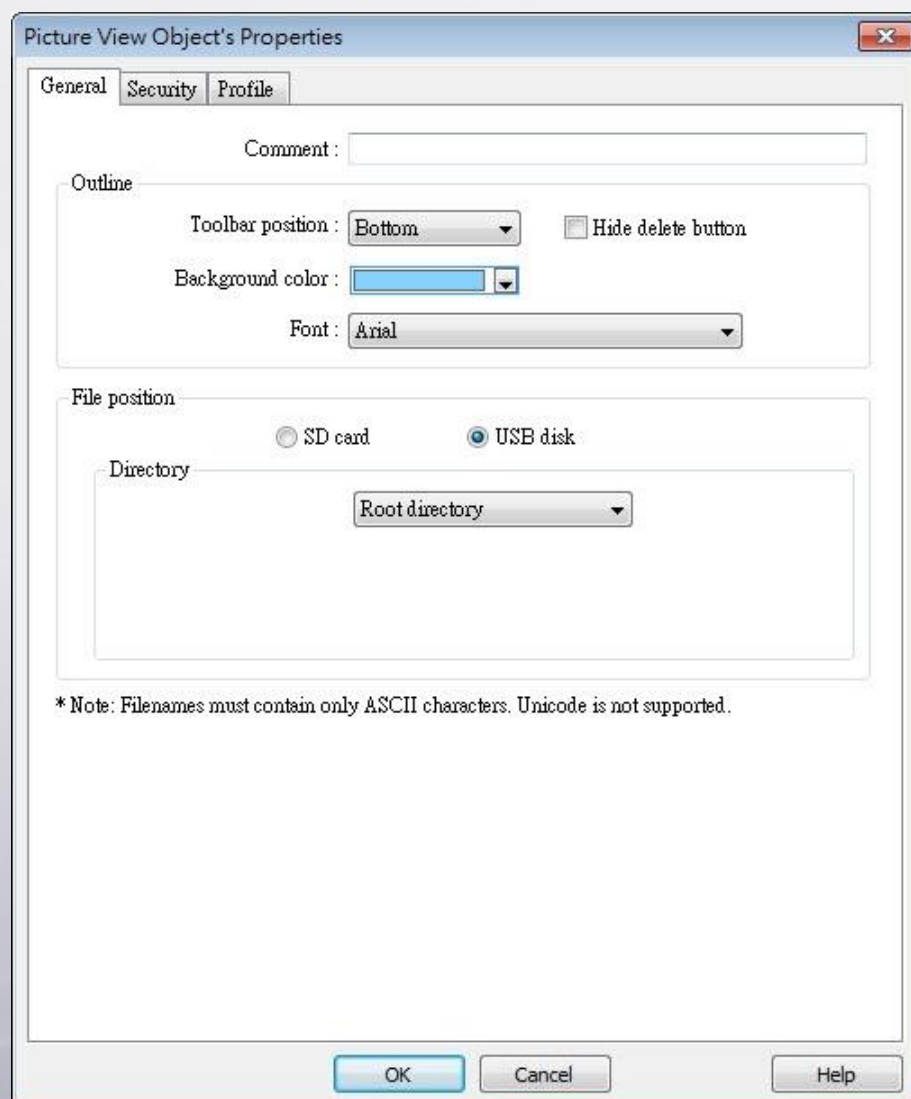 Picture View Object's Properties
General Security Profile
Comment :
Outline
Toolbar position : Bottom Hide delete button
Background color :
Font : Arial
File position
SD card USB disk
Directory
Root directory
* Note: Filenames must contain only ASCII characters. Unicode is not supported.
OK Cancel Help